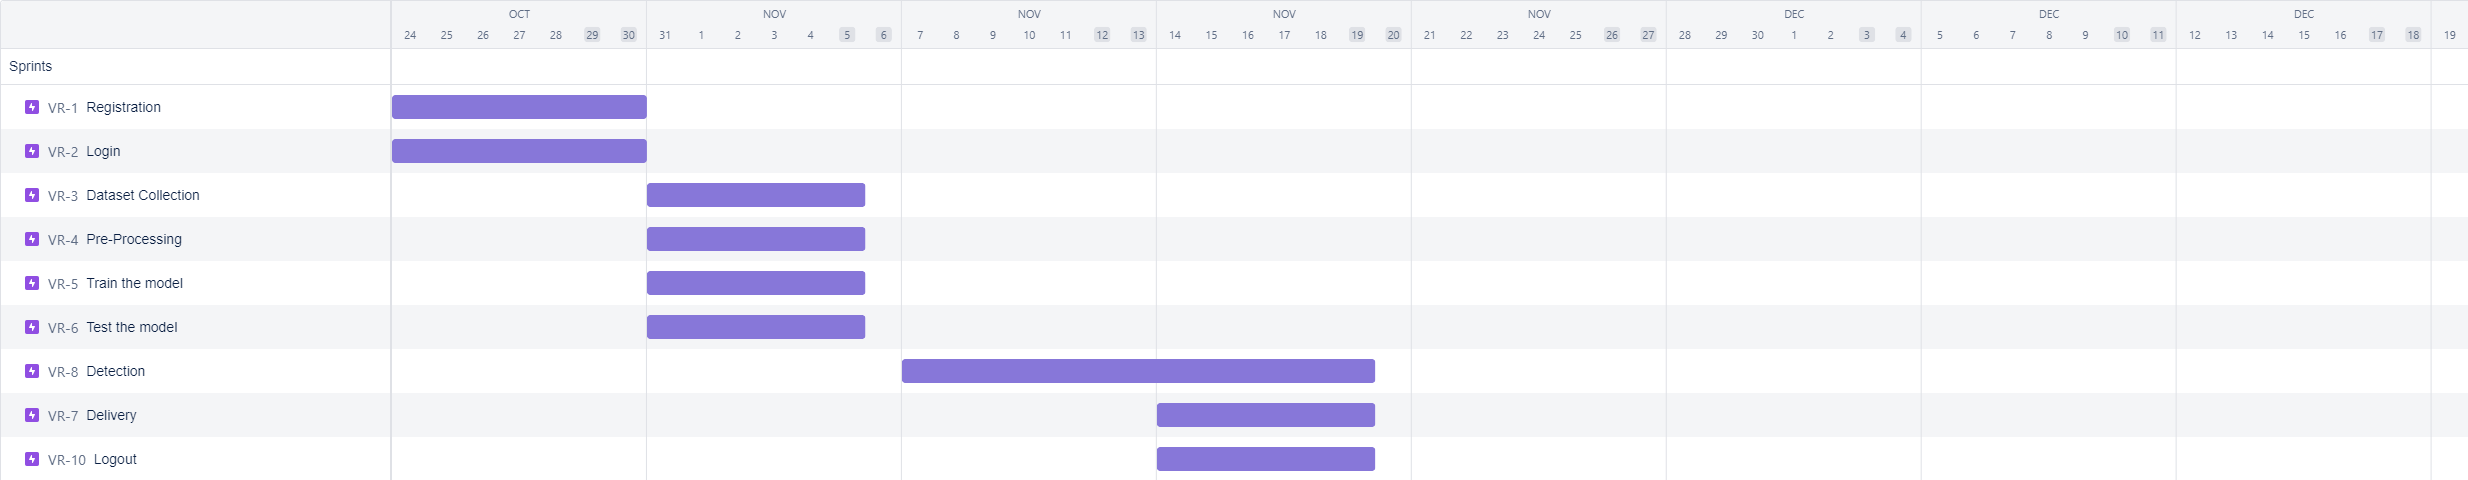 OCT NOV NOV NOV NOV DEC DEC DEC
24 25 26 27 28 29 30 31 1 2 3 4 5 6 7 8 9 10 11 12 13 14 15 16 17 18 19 20 21 22 23 24 25 26 27 28 29 30 1 2 3 4 5 6 7 8 9 10 11 12 13 14 15 16 17 18 19
Sprints
VR-1 Registration
VR-2 Login
VR-3 Dataset Collection
VR-4 Pre-Processing
VR-5 Train the model
VR-6 Test the model
VR-8 Detection
VR-7 Delivery
VR-10 Logout